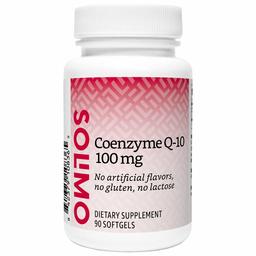 SOLIMO
Coenzyme Q-10
100 mg
No artificial flavors,
no gluten, no lactose
DIETARY SUPPLEMENT
90 SOFTGELS